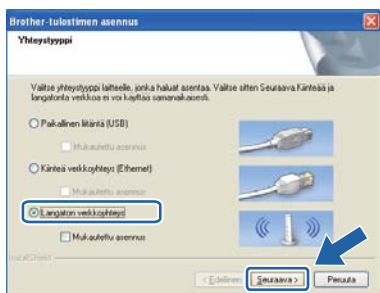 Brother-tulostimen asennus
Yhteystyyppi
Valitse yhteystyyppi laitteelle, jonka haluat asentaa. Valitse sitten Seuraava. Kiinteää ja
langatonta verkkoa ei voi käyttää samanaikaisesti.
Paikallinen liitäntä (USB)
Mukautettu asennus
Kiinteä verkkoyhteys (Ethernet)
Mukautettu asennus
Langaton verkkoyhteys
Mukautettu asennus
InstallShield
< Edellinen
Seuraava >
Peruuta